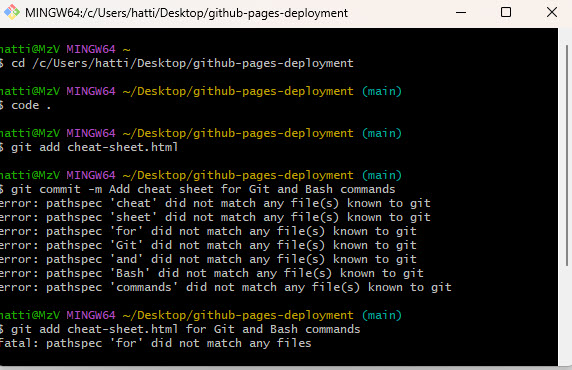 MINGW64:/c/Users/hatti/Desktop/github-pages-deployment
hatti@MzV MINGW64 ~
$ cd /c/Users/hatti/Desktop/github-pages-deployment
hatti@MzV MINGW64 ~/Desktop/github-pages-deployment (main)
$ code .
hatti@MzV MINGW64 ~/Desktop/github-pages-deployment (main)
$ git add cheat-sheet.html
hatti@MzV MINGW64 ~/Desktop/github-pages-deployment (main)
$ git commit -m Add cheat sheet for Git and Bash commands
error: pathspec 'cheat' did not match any file(s) known to git
error: pathspec 'sheet' did not match any file(s) known to git
error: pathspec 'for' did not match any file(s) known to git
error: pathspec 'Git' did not match any file(s) known to git
error: pathspec 'and' did not match any file(s) known to git
error: pathspec 'Bash' did not match any file(s) known to git
error: pathspec 'commands' did not match any file(s) known to git
hatti@MzV MINGW64 ~/Desktop/github-pages-deployment (main)
$ git add cheat-sheet.html for Git and Bash commands
fatal: pathspec 'for' did not match any files